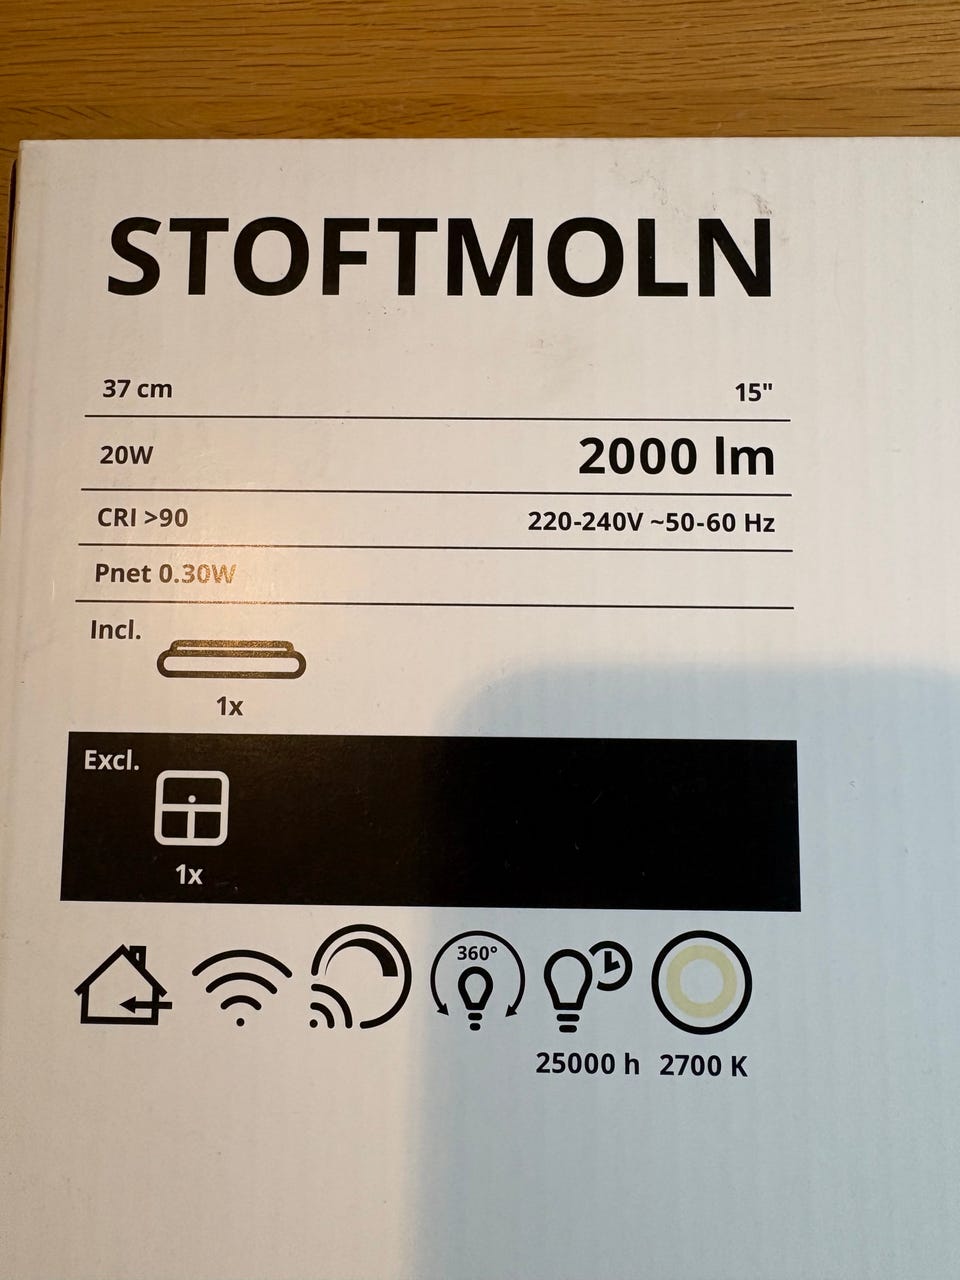 STOFTMOLN
37 cm 15"
20W 2000 lm
CRI >90 220-240V ~50-60 Hz
Pnet 0.30W
Incl.
1x
Excl.
1x
360°
25000 h 2700 K